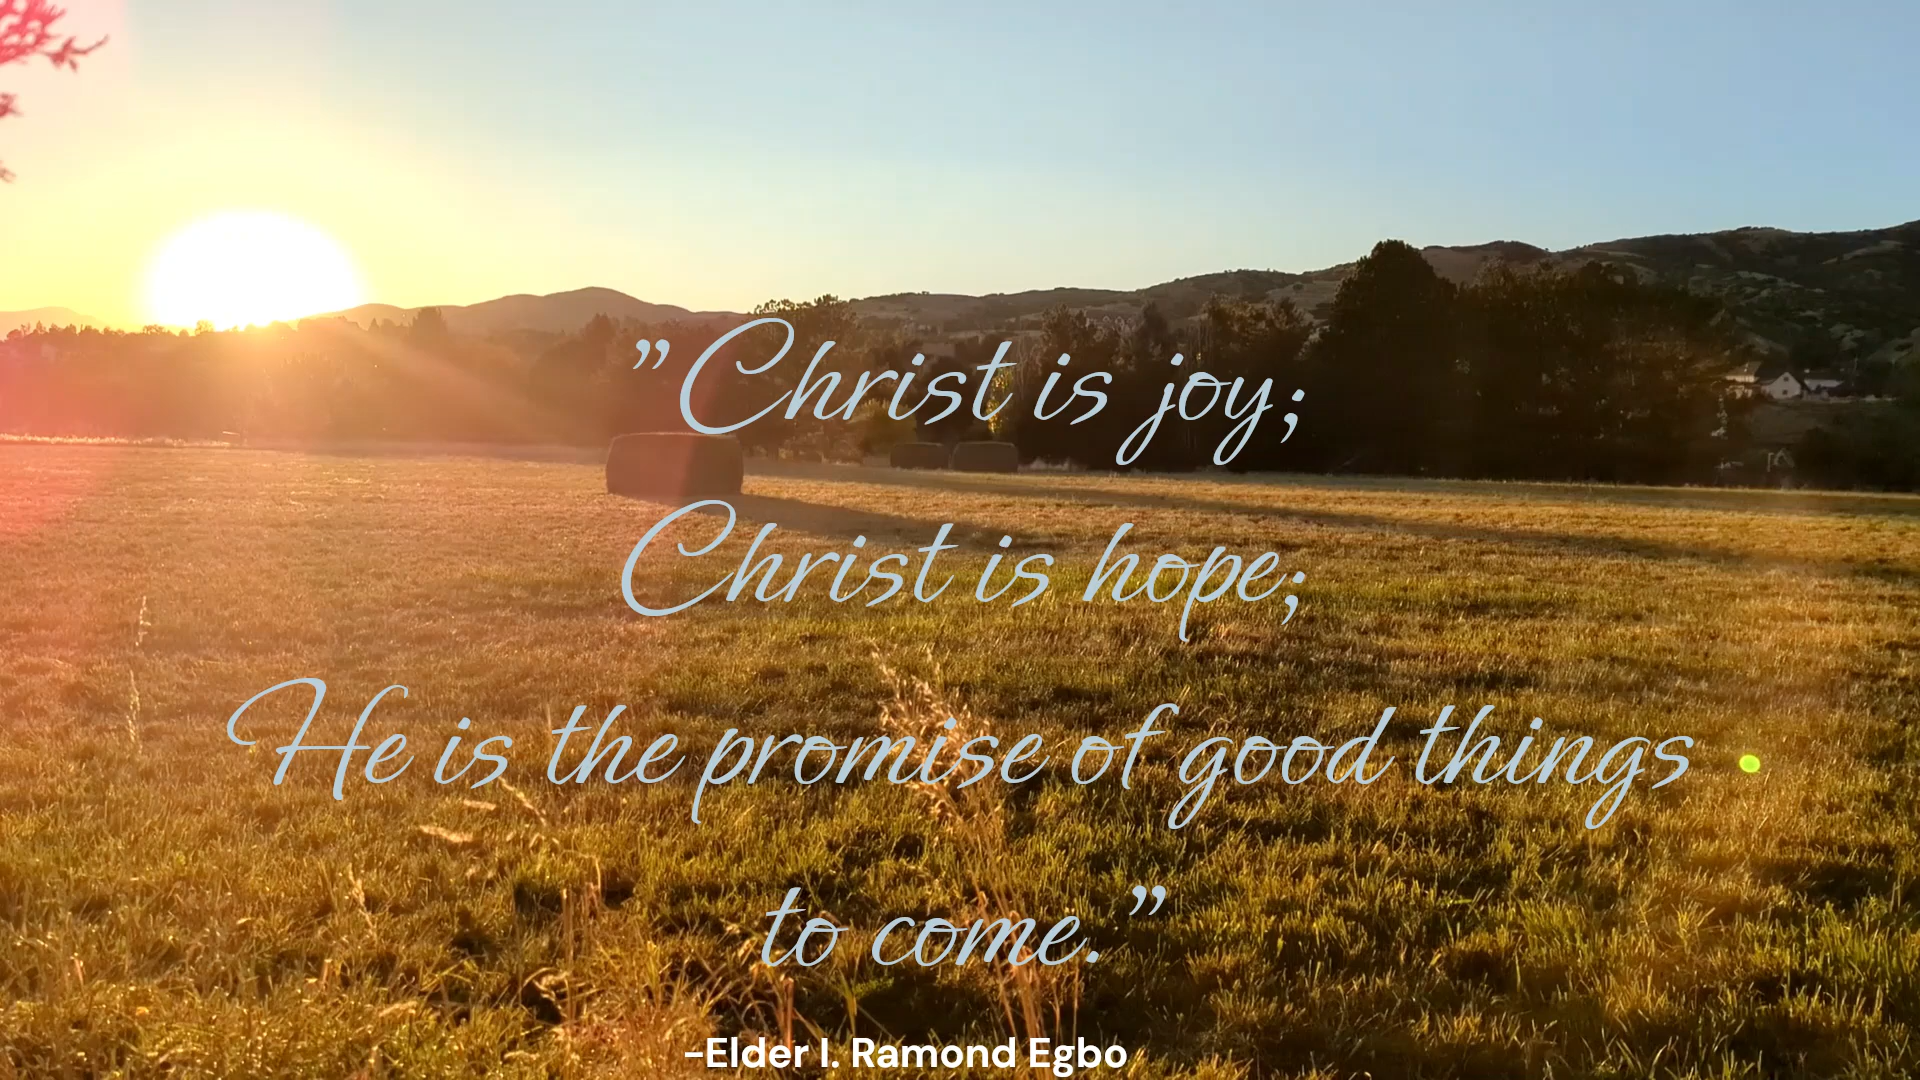 ”Christ is joy;
Christ is hope;
He is the promise of good things
to come.”
-Elder I. Ramond Egbo